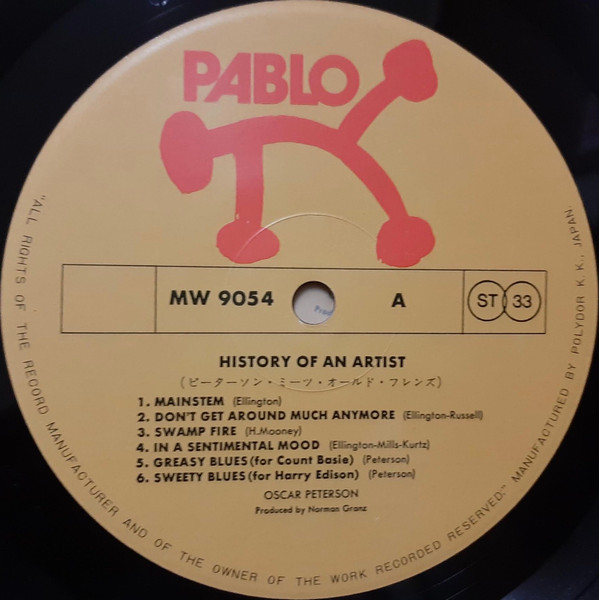 PABLO
MW 9054
A
ST 33
HISTORY OF AN ARTIST
(ピーターソン・ミーツ・オールド・フレンズ)
1. MAINSTEM (Ellington)
2. DON'T GET AROUND MUCH ANYMORE (Ellington-Russell)
3. SWAMP FIRE (H.Mooney)
4. IN A SENTIMENTAL MOOD (Ellington-Mills-Kurtz)
5. GREASY BLUES (for Count Basie) (Peterson)
6. SWEETY BLUES (for Harry Edison) (Peterson)
OSCAR PETERSON
Produced by Norman Granz
"ALL RIGHTS OF THE RECORD MANUFACTURER AND OF THE OWNER OF THE WORK RECORDED RESERVED." MANUFACTURED BY POLYDOR K.K., JAPAN.